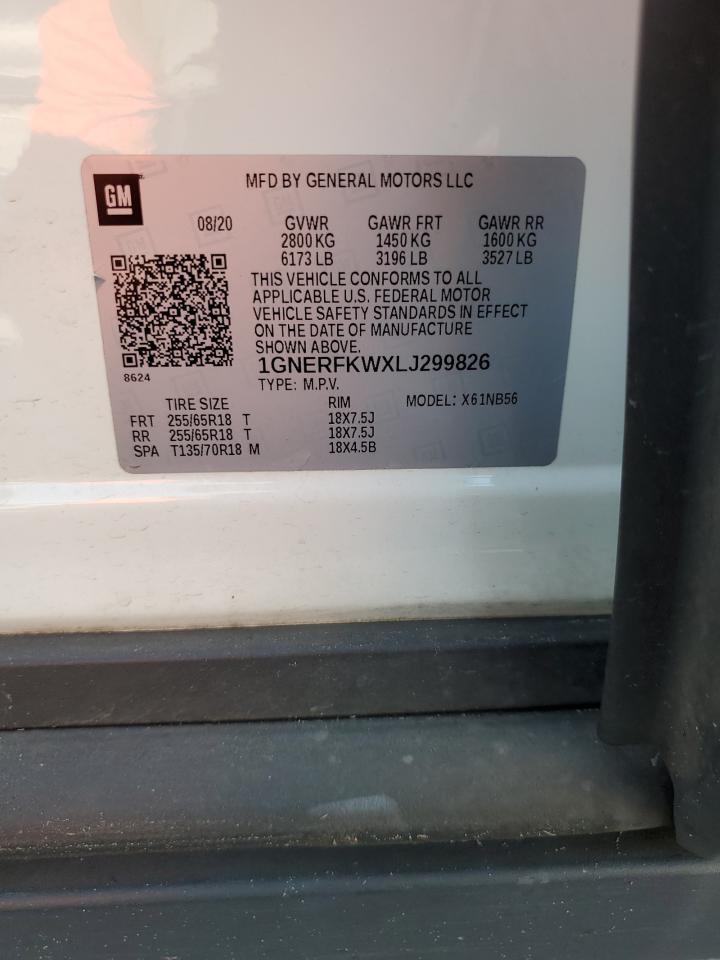 GM
MFD BY GENERAL MOTORS LLC
08/20 GVWR GAWR FRT GAWR RR
2800 KG 1450 KG 1600 KG
6173 LB 3196 LB 3527 LB
THIS VEHICLE CONFORMS TO ALL
APPLICABLE U.S. FEDERAL MOTOR
VEHICLE SAFETY STANDARDS IN EFFECT
ON THE DATE OF MANUFACTURE
SHOWN ABOVE.
1GNERFKWXLJ299826
8624
TYPE: M.P.V.
TIRE SIZE RIM MODEL: X61NB56
FRT 255/65R18 T 18X7.5J
RR 255/65R18 T 18X7.5J
SPA T135/70R18 M 18X4.5B